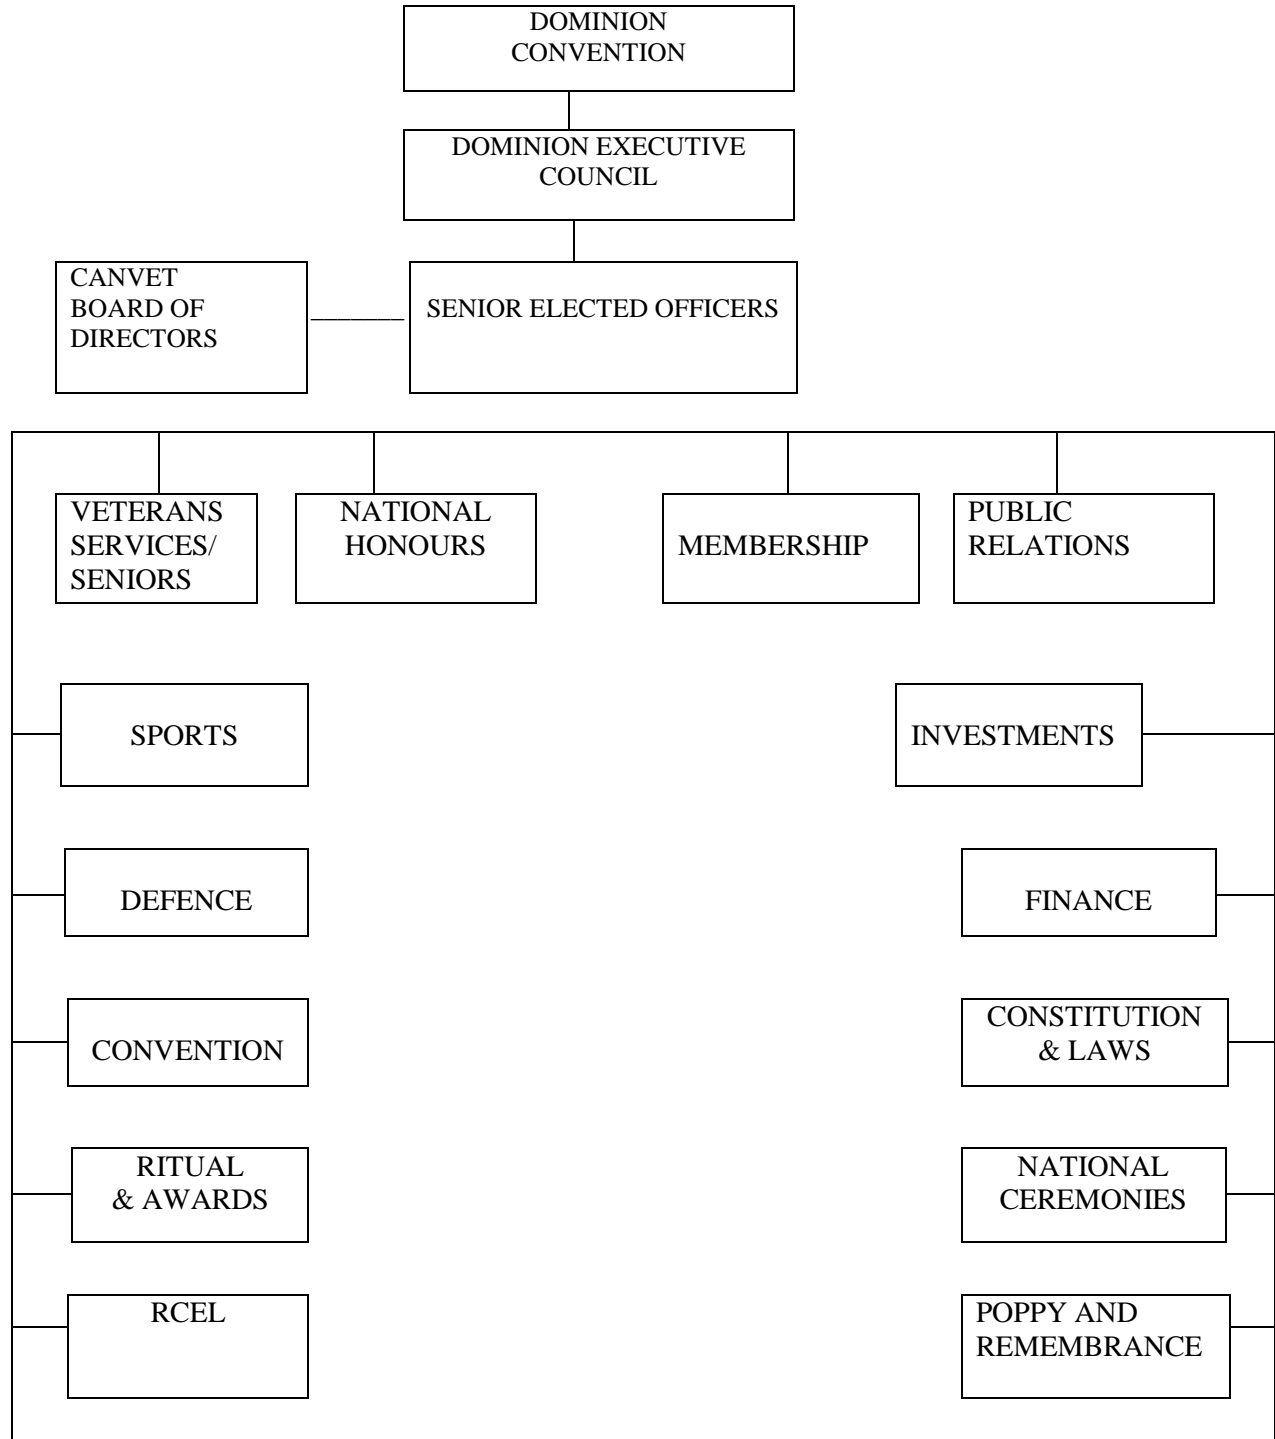 DOMINION
CONVENTION
DOMINION EXECUTIVE
COUNCIL
CANVET
BOARD OF
DIRECTORS
SENIOR ELECTED OFFICERS
VETERANS
SERVICES/
SENIORS
NATIONAL
HONOURS
MEMBERSHIP
PUBLIC
RELATIONS
SPORTS
INVESTMENTS
DEFENCE
FINANCE
CONVENTION
CONSTITUTION
& LAWS
RITUAL
& AWARDS
NATIONAL
CEREMONIES
RCEL
POPPY AND
REMEMBRANCE